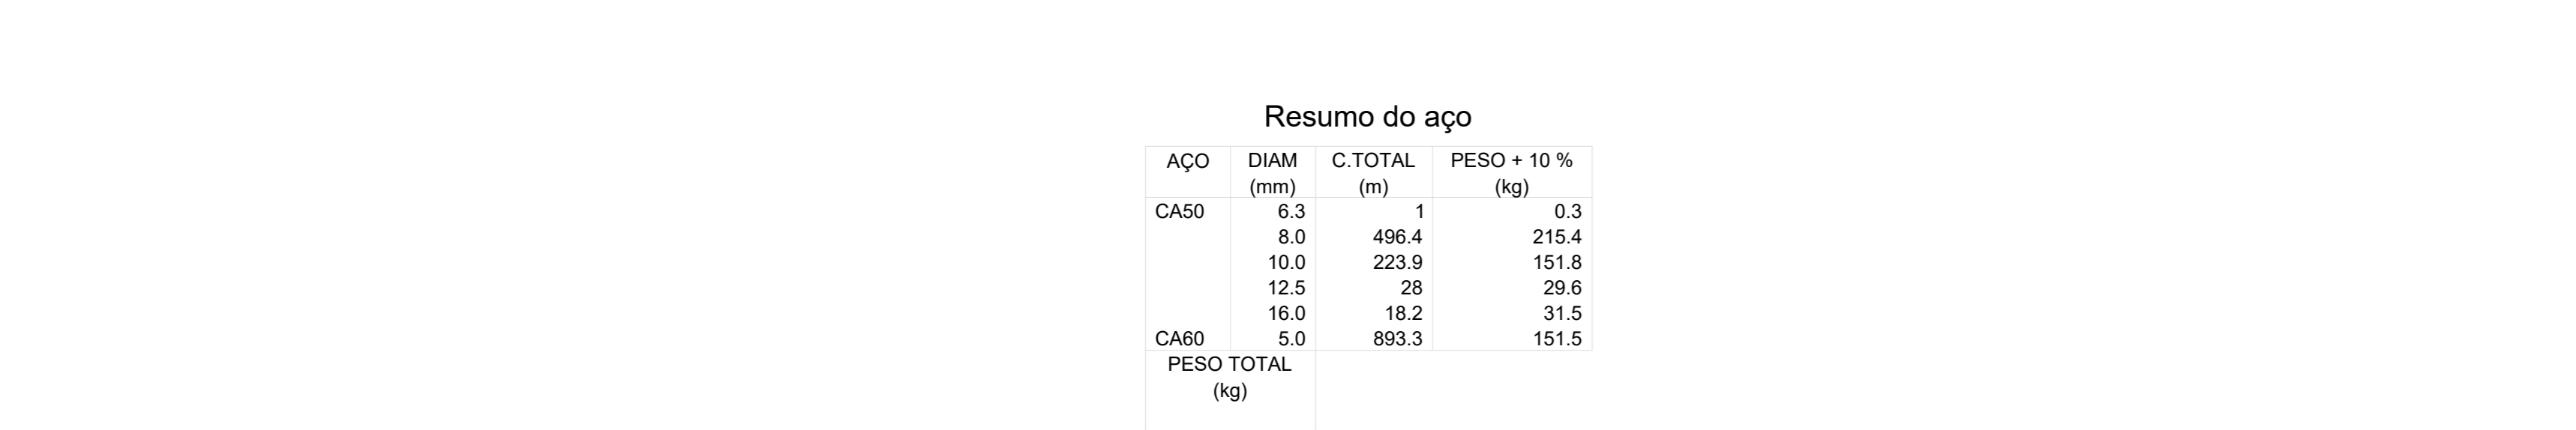 Resumo do aço
AÇO DIAM C.TOTAL PESO + 10 %
(mm) (m) (kg)
CA50 6.3 1 0.3
8.0 496.4 215.4
10.0 223.9 151.8
12.5 28 29.6
16.0 18.2 31.5
CA60 5.0 893.3 151.5
PESO TOTAL
(kg)